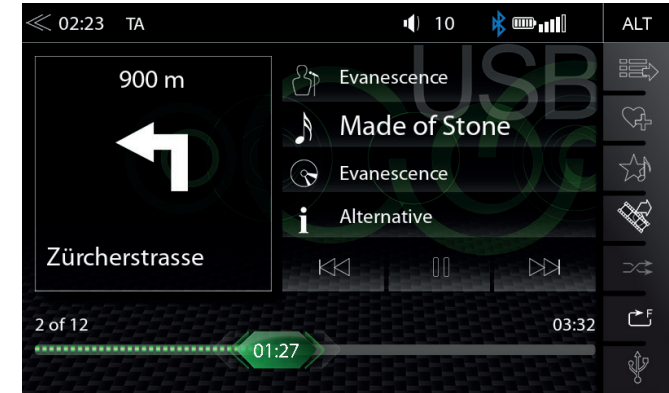 02:23 TA 10 ALT
USB
900 m
Zürcherstrasse
Evanescence
Made of Stone
Evanescence
i Alternative
2 of 12 03:32
01:27
F